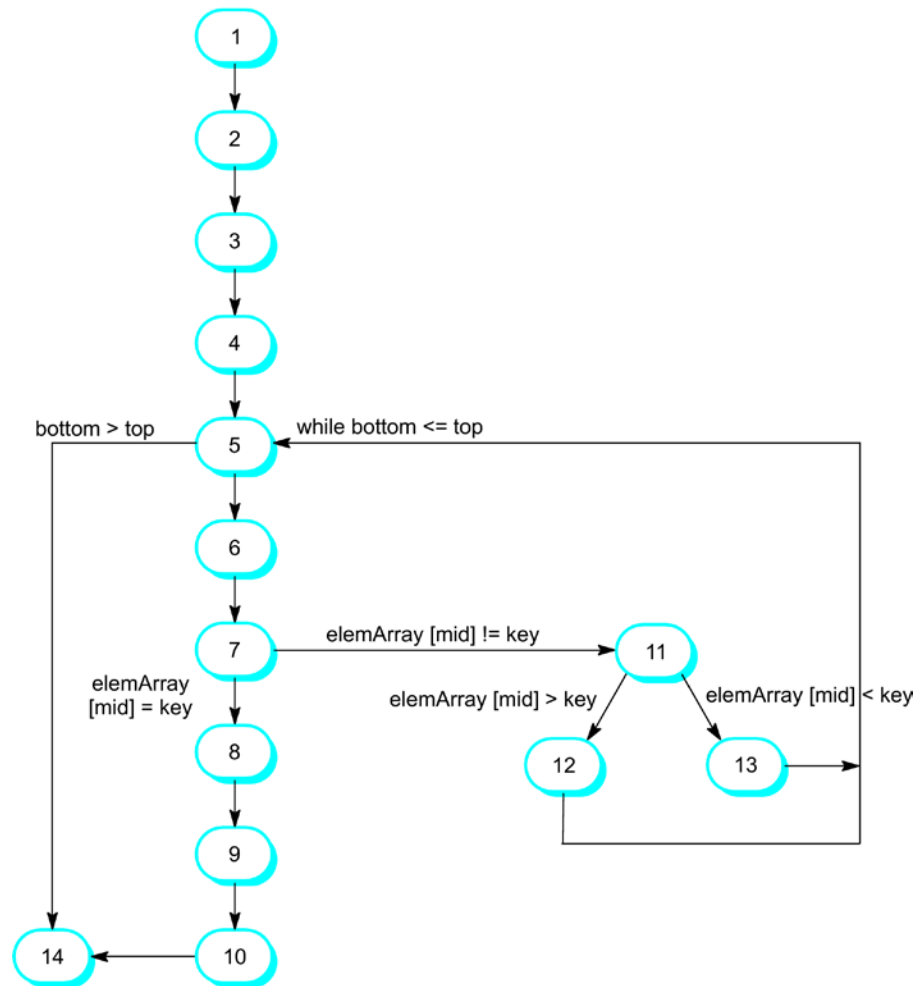 1
2
3
4
bottom > top
5
while bottom <= top
6
7
elemArray [mid] != key
11
elemArray
[mid] = key
elemArray [mid] > key
elemArray [mid] < key
8
12
13
9
14
10